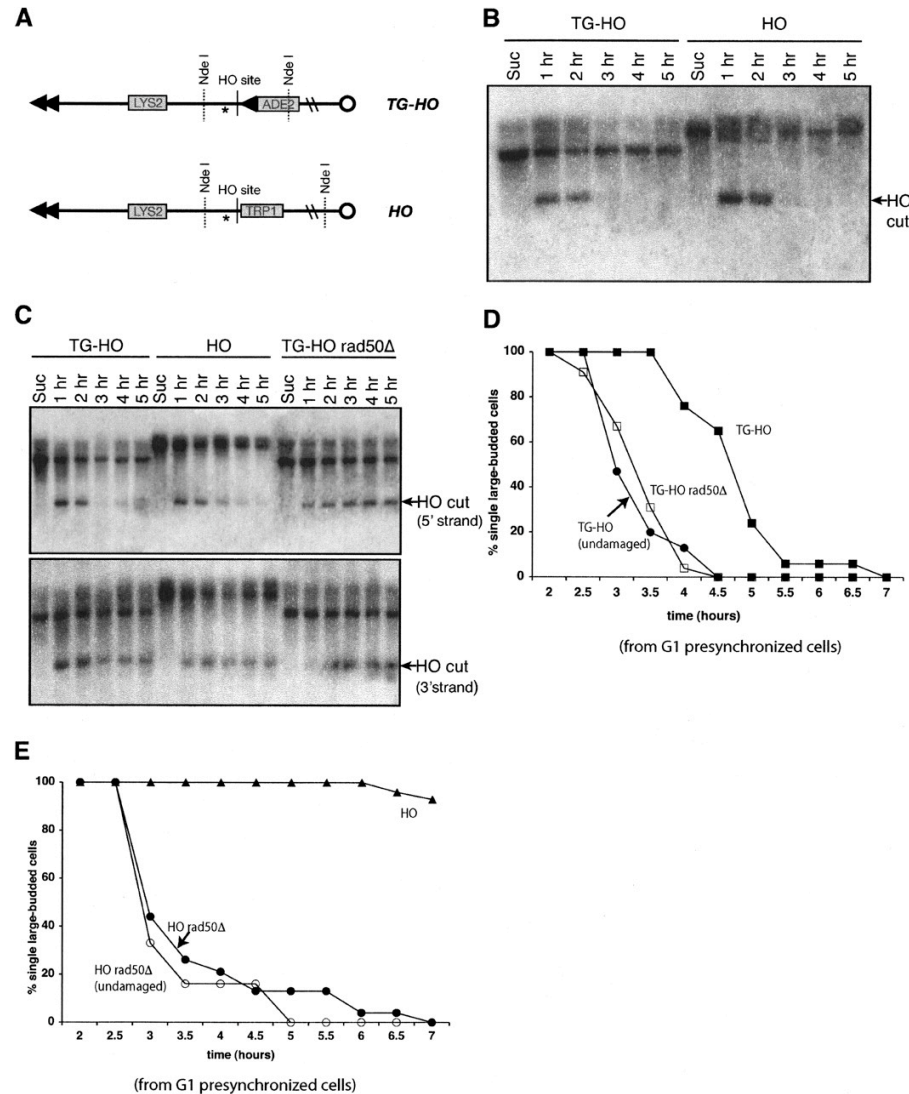 A
Nde I
HO site
Nde I
LYS2
*
ADE2
TG-HO
Nde I
HO site
Nde I
LYS2
*
TRP1
HO
B
TG-HO
HO
Suc
1 hr
2 hr
3 hr
4 hr
5 hr
Suc
1 hr
2 hr
3 hr
4 hr
5 hr
HO
cut
C
TG-HO
HO
TG-HO rad50Δ
Suc
1 hr
2 hr
3 hr
4 hr
5 hr
Suc
1 hr
2 hr
3 hr
4 hr
5 hr
Suc
1 hr
2 hr
3 hr
4 hr
5 hr
HO cut
(5' strand)
HO cut
(3'strand)
D
% single large-budded cells
100
80
60
40
20
0
TG-HO
TG-HO rad50Δ
TG-HO
(undamaged)
2 2.5 3 3.5 4 4.5 5 5.5 6 6.5 7
time (hours)
(from G1 presynchronized cells)
E
% single large-budded cells
100
80
60
40
20
0
HO
HO rad50Δ
HO rad50Δ
(undamaged)
2 2.5 3 3.5 4 4.5 5 5.5 6 6.5 7
time (hours)
(from G1 presynchronized cells)